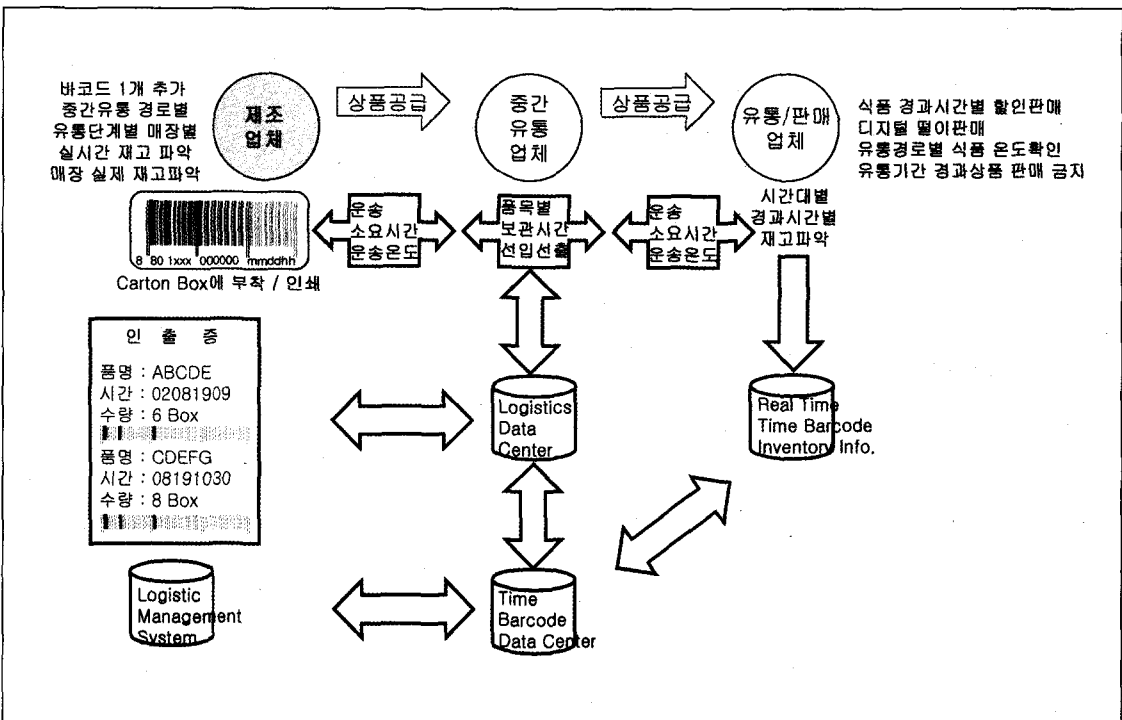 바코드 1개 추가
중간유통 경로별
유통단계별 매장별
실시간 재고 파악
매장 실제 재고파악
제조
업체
상품공급
중간
유통
업체
상품공급
유통/판매
업체
식품 경과시간별 할인판매
디지털 떨이판매
유통경로별 식품 온도확인
유통기간 경과상품 판매 금지
8 80 1xxx 000000 mmddhh
Carton Box에 부착 / 인쇄
운송
소요시간
운송온도
품목별
보관시간
선입선출
운송
소요시간
운송온도
시간대별
경과시간별
재고파악
인 출 증
품명 : ABCDE
시간 : 02081909
수량 : 6 Box
품명 : CDEFG
시간 : 08191030
수량 : 8 Box
Logistics
Data
Center
Real Time
Time Barcode
Inventory Info.
Logistic
Management
System
Time
Barcode
Data Center